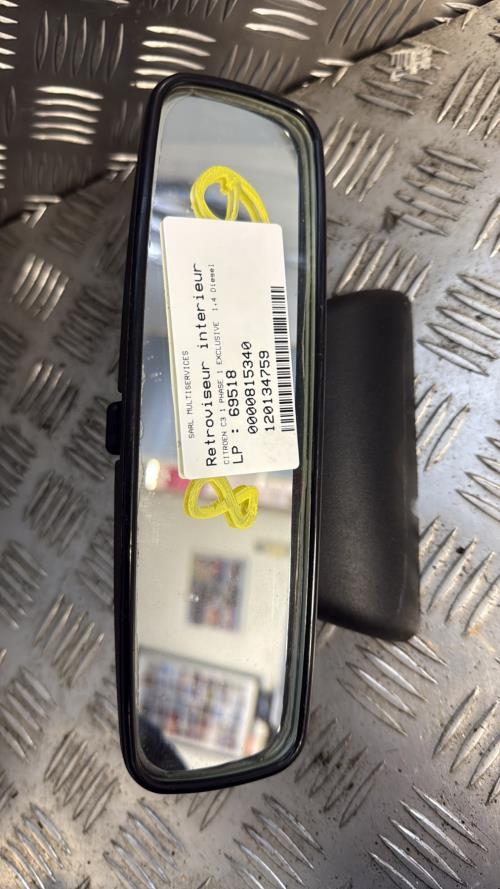 SARL MULTISERVICES
Retroviseur interieur
CITROEN C3 1 PHASE 1 EXCLUSIVE 1.4 Diesel
LP : 69518
0000815340
120134759